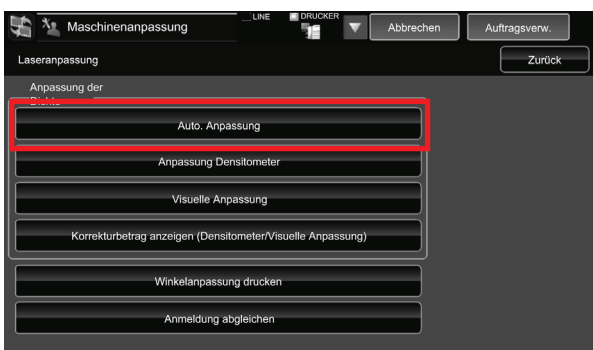 Maschinenanpassung
LINE
DRUCKER
Abbrechen
Auftragsverw.
Laseranpassung
Zurück
Anpassung der
Auto. Anpassung
Anpassung Densitometer
Visuelle Anpassung
Korrekturbetrag anzeigen (Densitometer/Visuelle Anpassung)
Winkelanpassung drucken
Anmeldung abgleichen